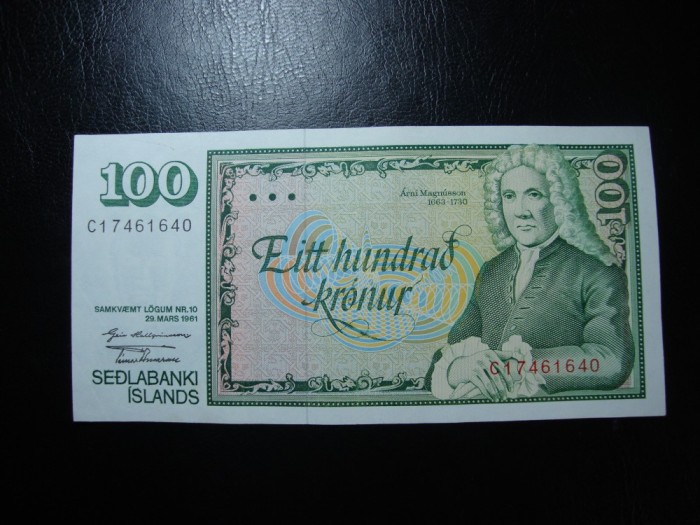 100
C17461640
SAMKVÆMT LÖGUM NR.10
29. MARS 1961
SEÐLABANKI
ÍSLANDS
Eitt hundrað
krónur
Árni Magnússon
1663-1730
100
C17461640